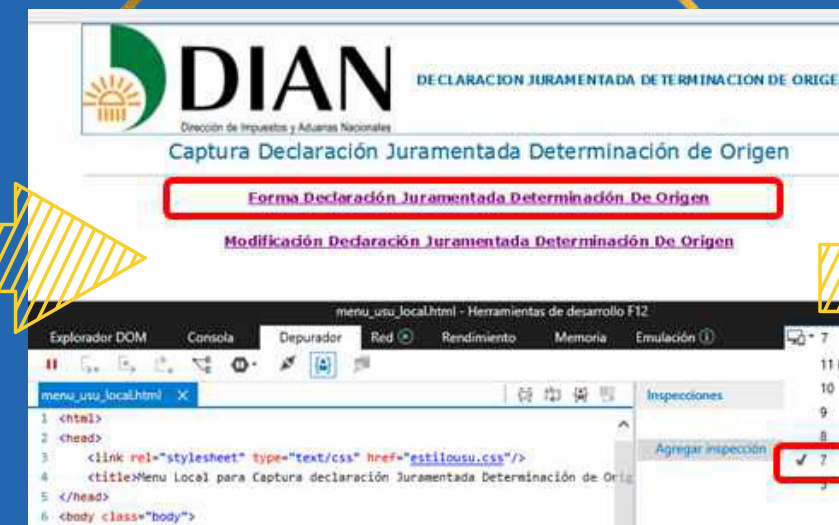 DIAN
Dirección de Impuestos y Aduanas Nacionales
DECLARACION JURAMENTADA DETERMINACION DE ORIGE
Captura Declaración Juramentada Determinación de Origen
Forma Declaración Juramentada Determinación De Origen
Modificación Declaración Juramentada Determinación De Origen
menu_usu_local.html - Herramientas de desarrollo F12
Explorador DOM Consola Depurador Red Rendimiento Memoria Emulación 7
11
menu_usu_local.html X Inspecciones 10
1 <html> 9
2 <head> 8
3 <link rel="stylesheet" type="text/css" href="estilousu.css"/> Agregar inspección
✓ 7
4 <title>Menu Local para Captura declaración Juramentada Determinación de Orig
5
5 </head>
6 <body class="body">